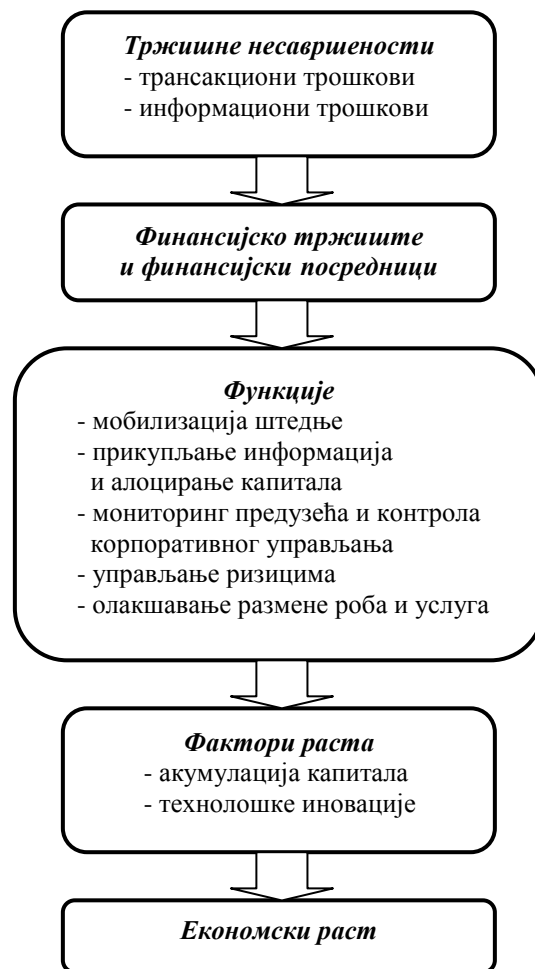 Тржишне несавршености
- трансакциони трошкови
- информациони трошкови
Финансијско тржиште
и финансијски посредници
Функције
- мобилизација штедње
- прикупљање информација
и алоцирање капитала
- мониторинг предузећа и контрола
корпоративног управљања
- управљање ризицима
- олакшавање размене роба и услуга
Фактори раста
- акумулација капитала
- технолошке иновације
Економски раст